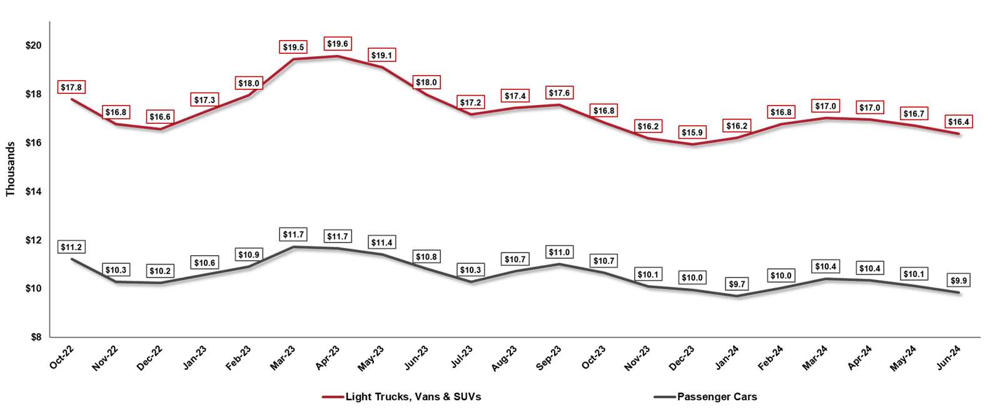 $20
$18
$16
$14
$12
$10
$8
Thousands
$17.8
$16.8
$16.6
$17.3
$18.0
$19.5
$19.6
$19.1
$18.0
$17.2
$17.4
$17.6
$16.8
$16.2
$15.9
$16.2
$16.8
$17.0
$17.0
$16.7
$16.4
$11.2
$10.3
$10.2
$10.6
$10.9
$11.7
$11.7
$11.4
$10.8
$10.3
$10.7
$11.0
$10.7
$10.1
$10.0
$9.7
$10.0
$10.4
$10.4
$10.1
$9.9
Oct-22
Nov-22
Dec-22
Jan-23
Feb-23
Mar-23
Apr-23
May-23
Jun-23
Jul-23
Aug-23
Sep-23
Oct-23
Nov-23
Dec-23
Jan-24
Feb-24
Mar-24
Apr-24
May-24
Jun-24
Light Trucks, Vans & SUVs
Passenger Cars